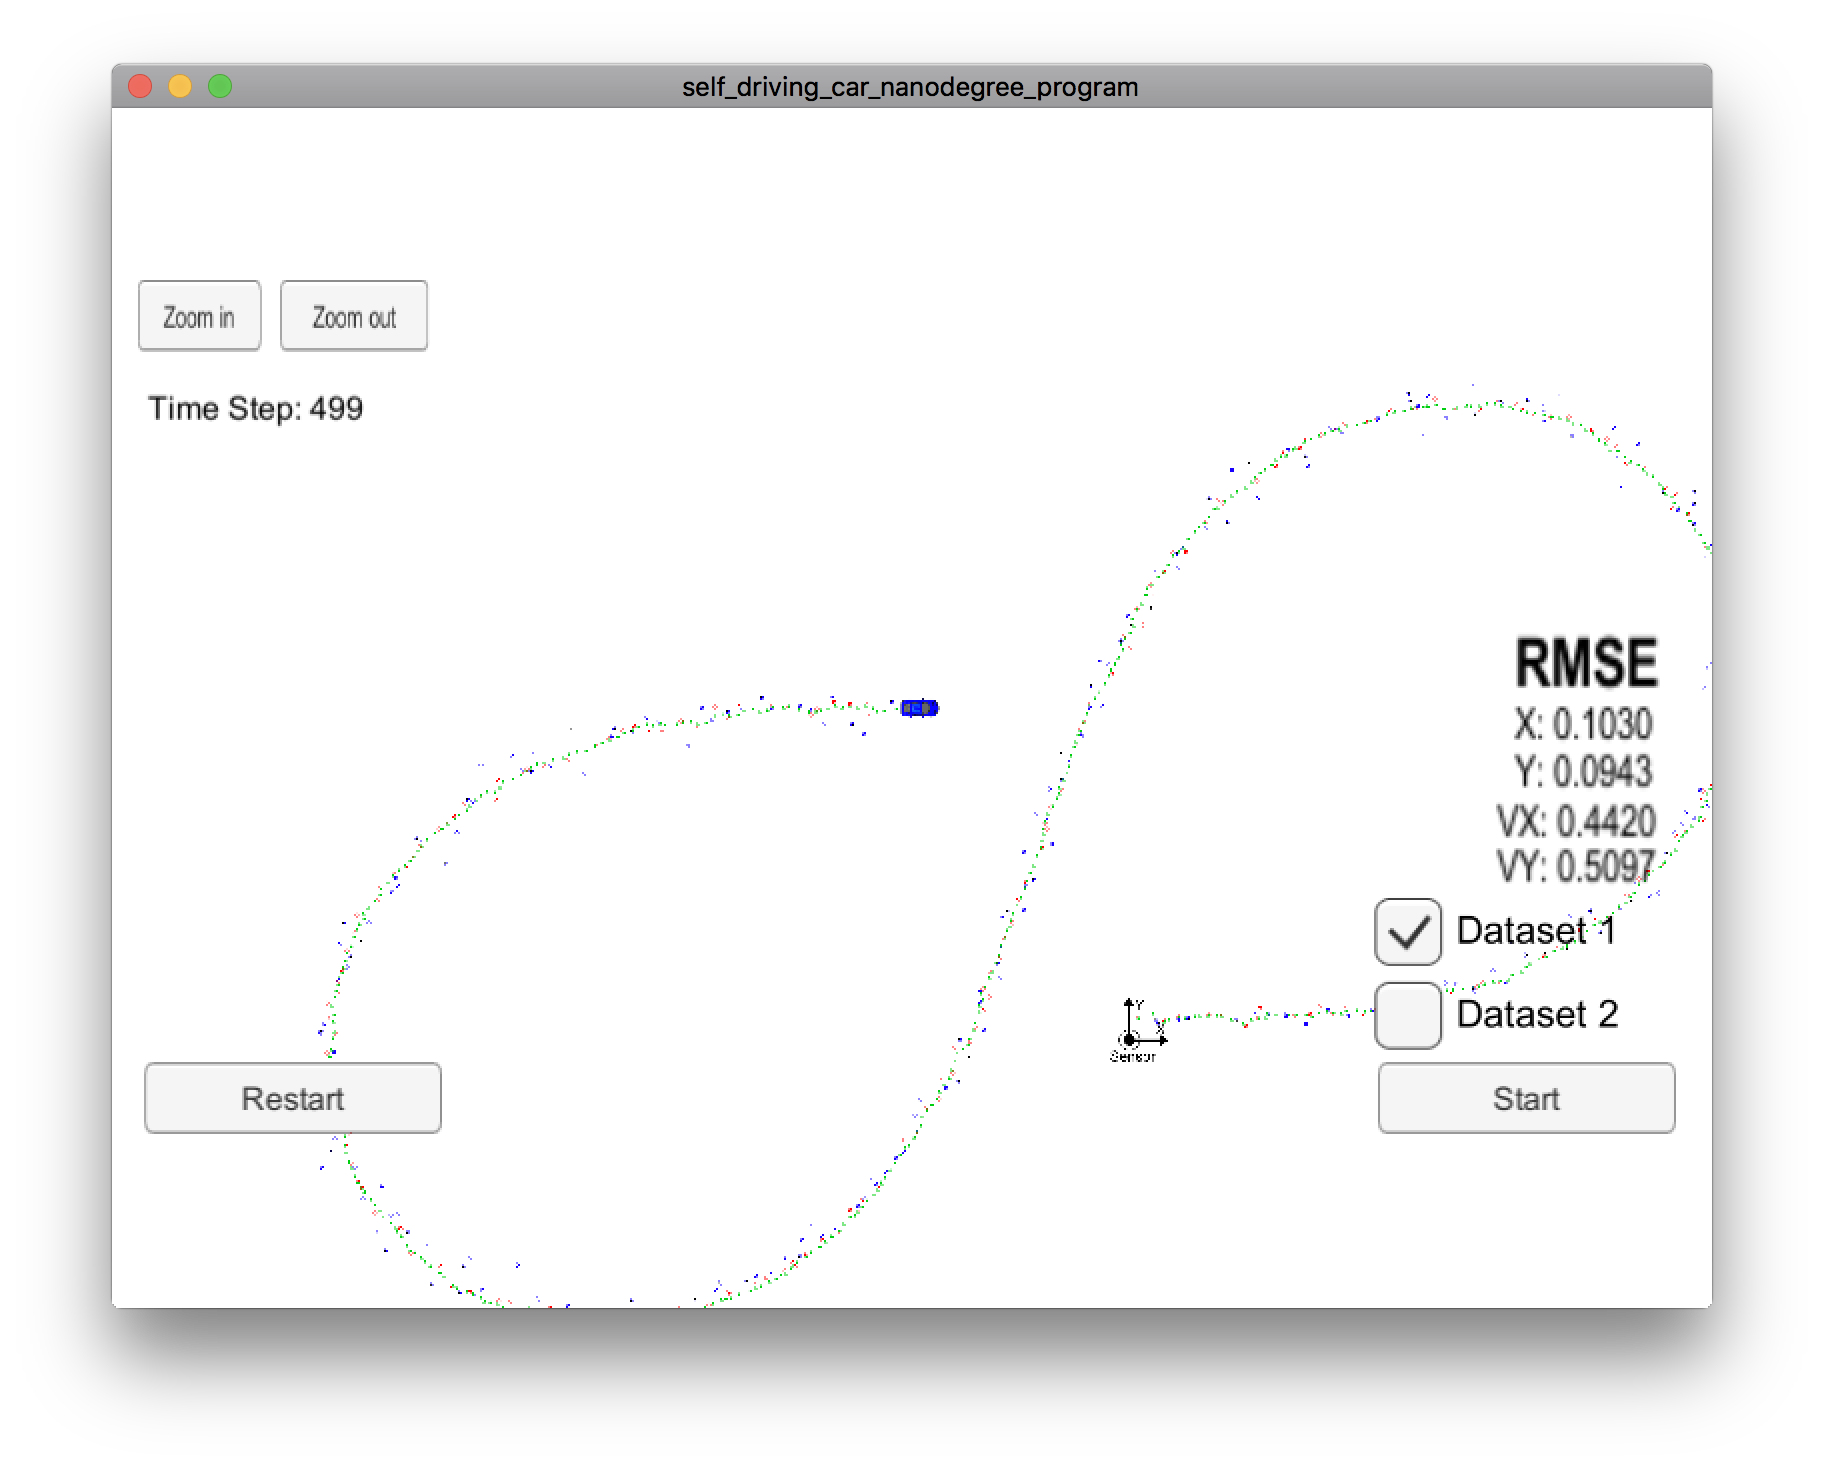 self_driving_car_nanodegree_program
Zoom in
Zoom out
Time Step: 499
RMSE
X: 0.1030
Y: 0.0943
VX: 0.4420
VY: 0.5097
Dataset 1
Dataset 2
Y
X
Sensor
Restart
Start